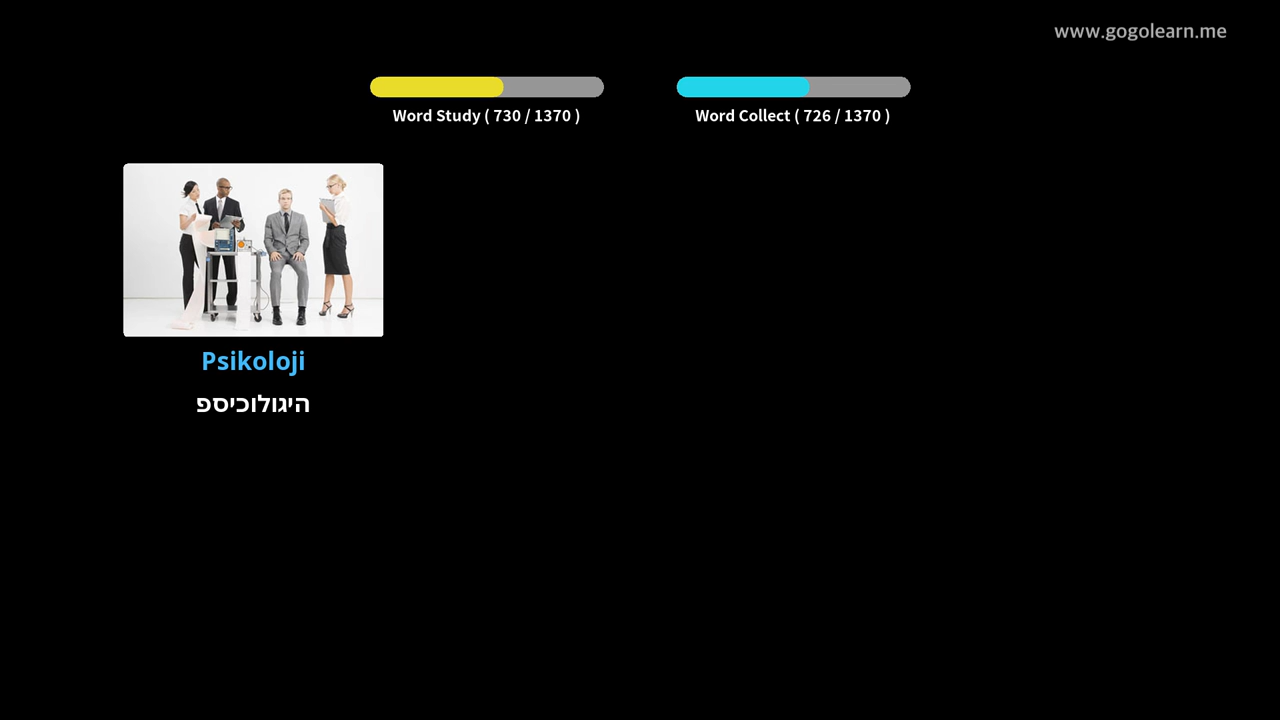 www.gogolearn.me
Word Study ( 730 / 1370 )
Word Collect ( 726 / 1370 )
Psikoloji
היגולוכיספ